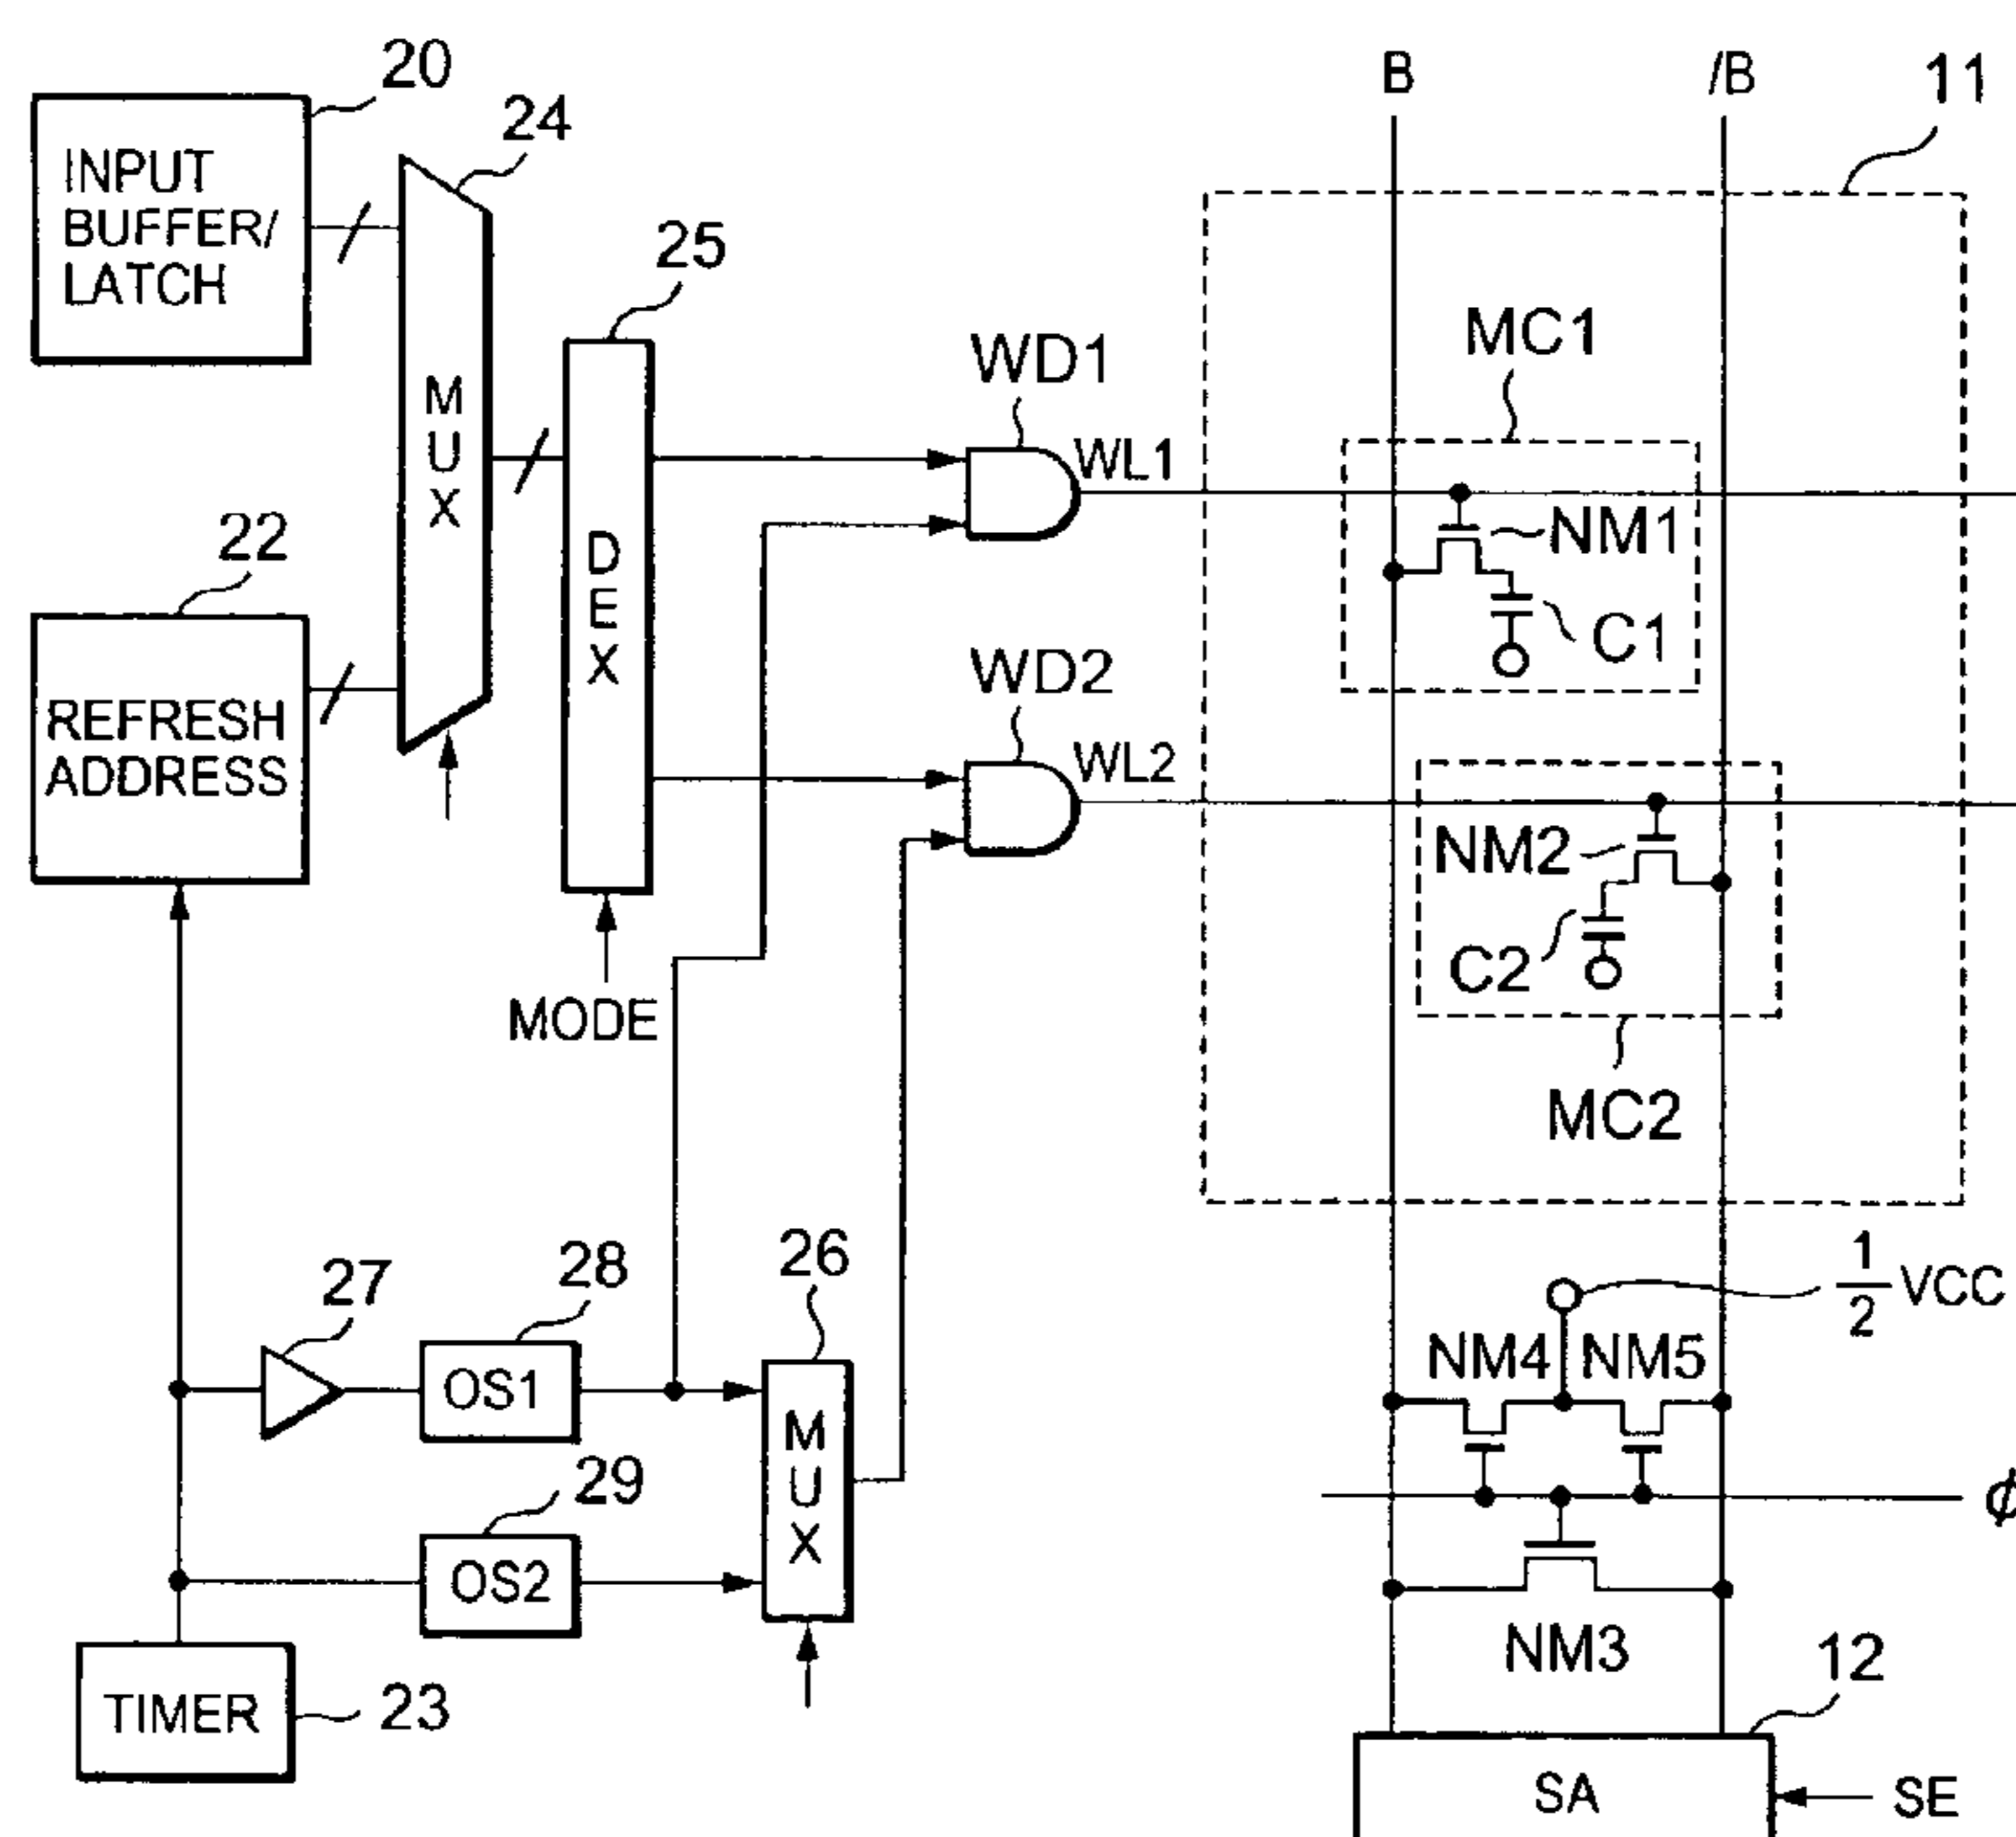 20
INPUT
BUFFER/
LATCH
24
M
U
X
25
D
E
X
MODE
22
REFRESH
ADDRESS
WD1
WL1
WD2
WL2
B
/B
11
MC1
NM1
C1
NM2
C2
MC2
27
28
OS1
29
OS2
26
M
U
X
TIMER
23
1
2
VCC
NM4
NM5
ϕ
NM3
12
SA
SE